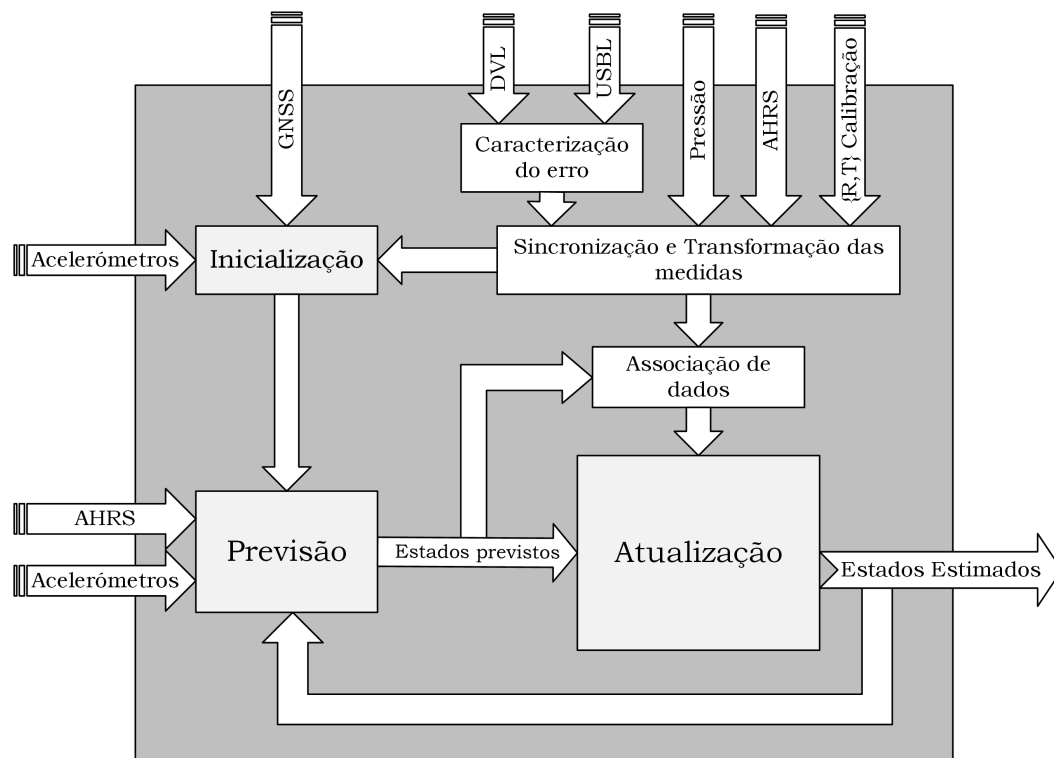 GNSS
DVL
USBL
Pressão
AHRS
{R,T} Calibração
Caracterização
do erro
Acelerómetros
Inicialização
Sincronização e Transformação das
medidas
Associação de
dados
AHRS
Acelerómetros
Previsão
Estados previstos
Atualização
Estados Estimados